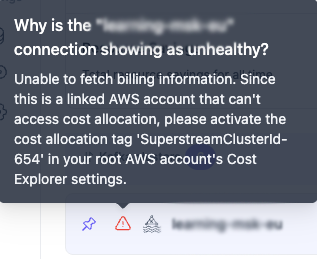 Why is the
connection showing as unhealthy?
Unable to fetch billing information. Since
this is a linked AWS account that can't
access cost allocation, please activate the
cost allocation tag 'SuperstreamClusterId-
654' in your root AWS account's Cost
Explorer settings.